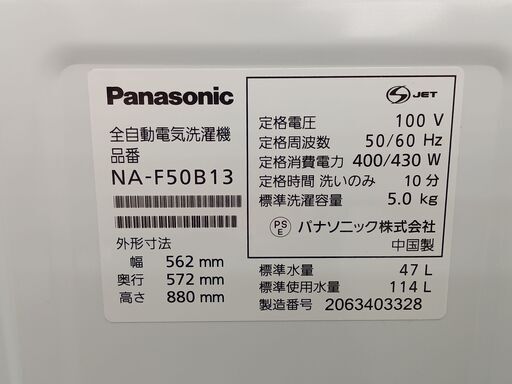 Panasonic
全自動電気洗濯機
品番
NA-F50B13
外形寸法
幅 562 mm
奥行 572 mm
高さ 880 mm
S JET
定格電圧 100 V
定格周波数 50/60 Hz
定格消費電力 400/430 W
定格時間 洗いのみ 10 分
標準洗濯容量 5.0 kg
PS E パナソニック株式会社
中国製
標準水量 47 L
標準使用水量 114 L
製造番号 2063403328